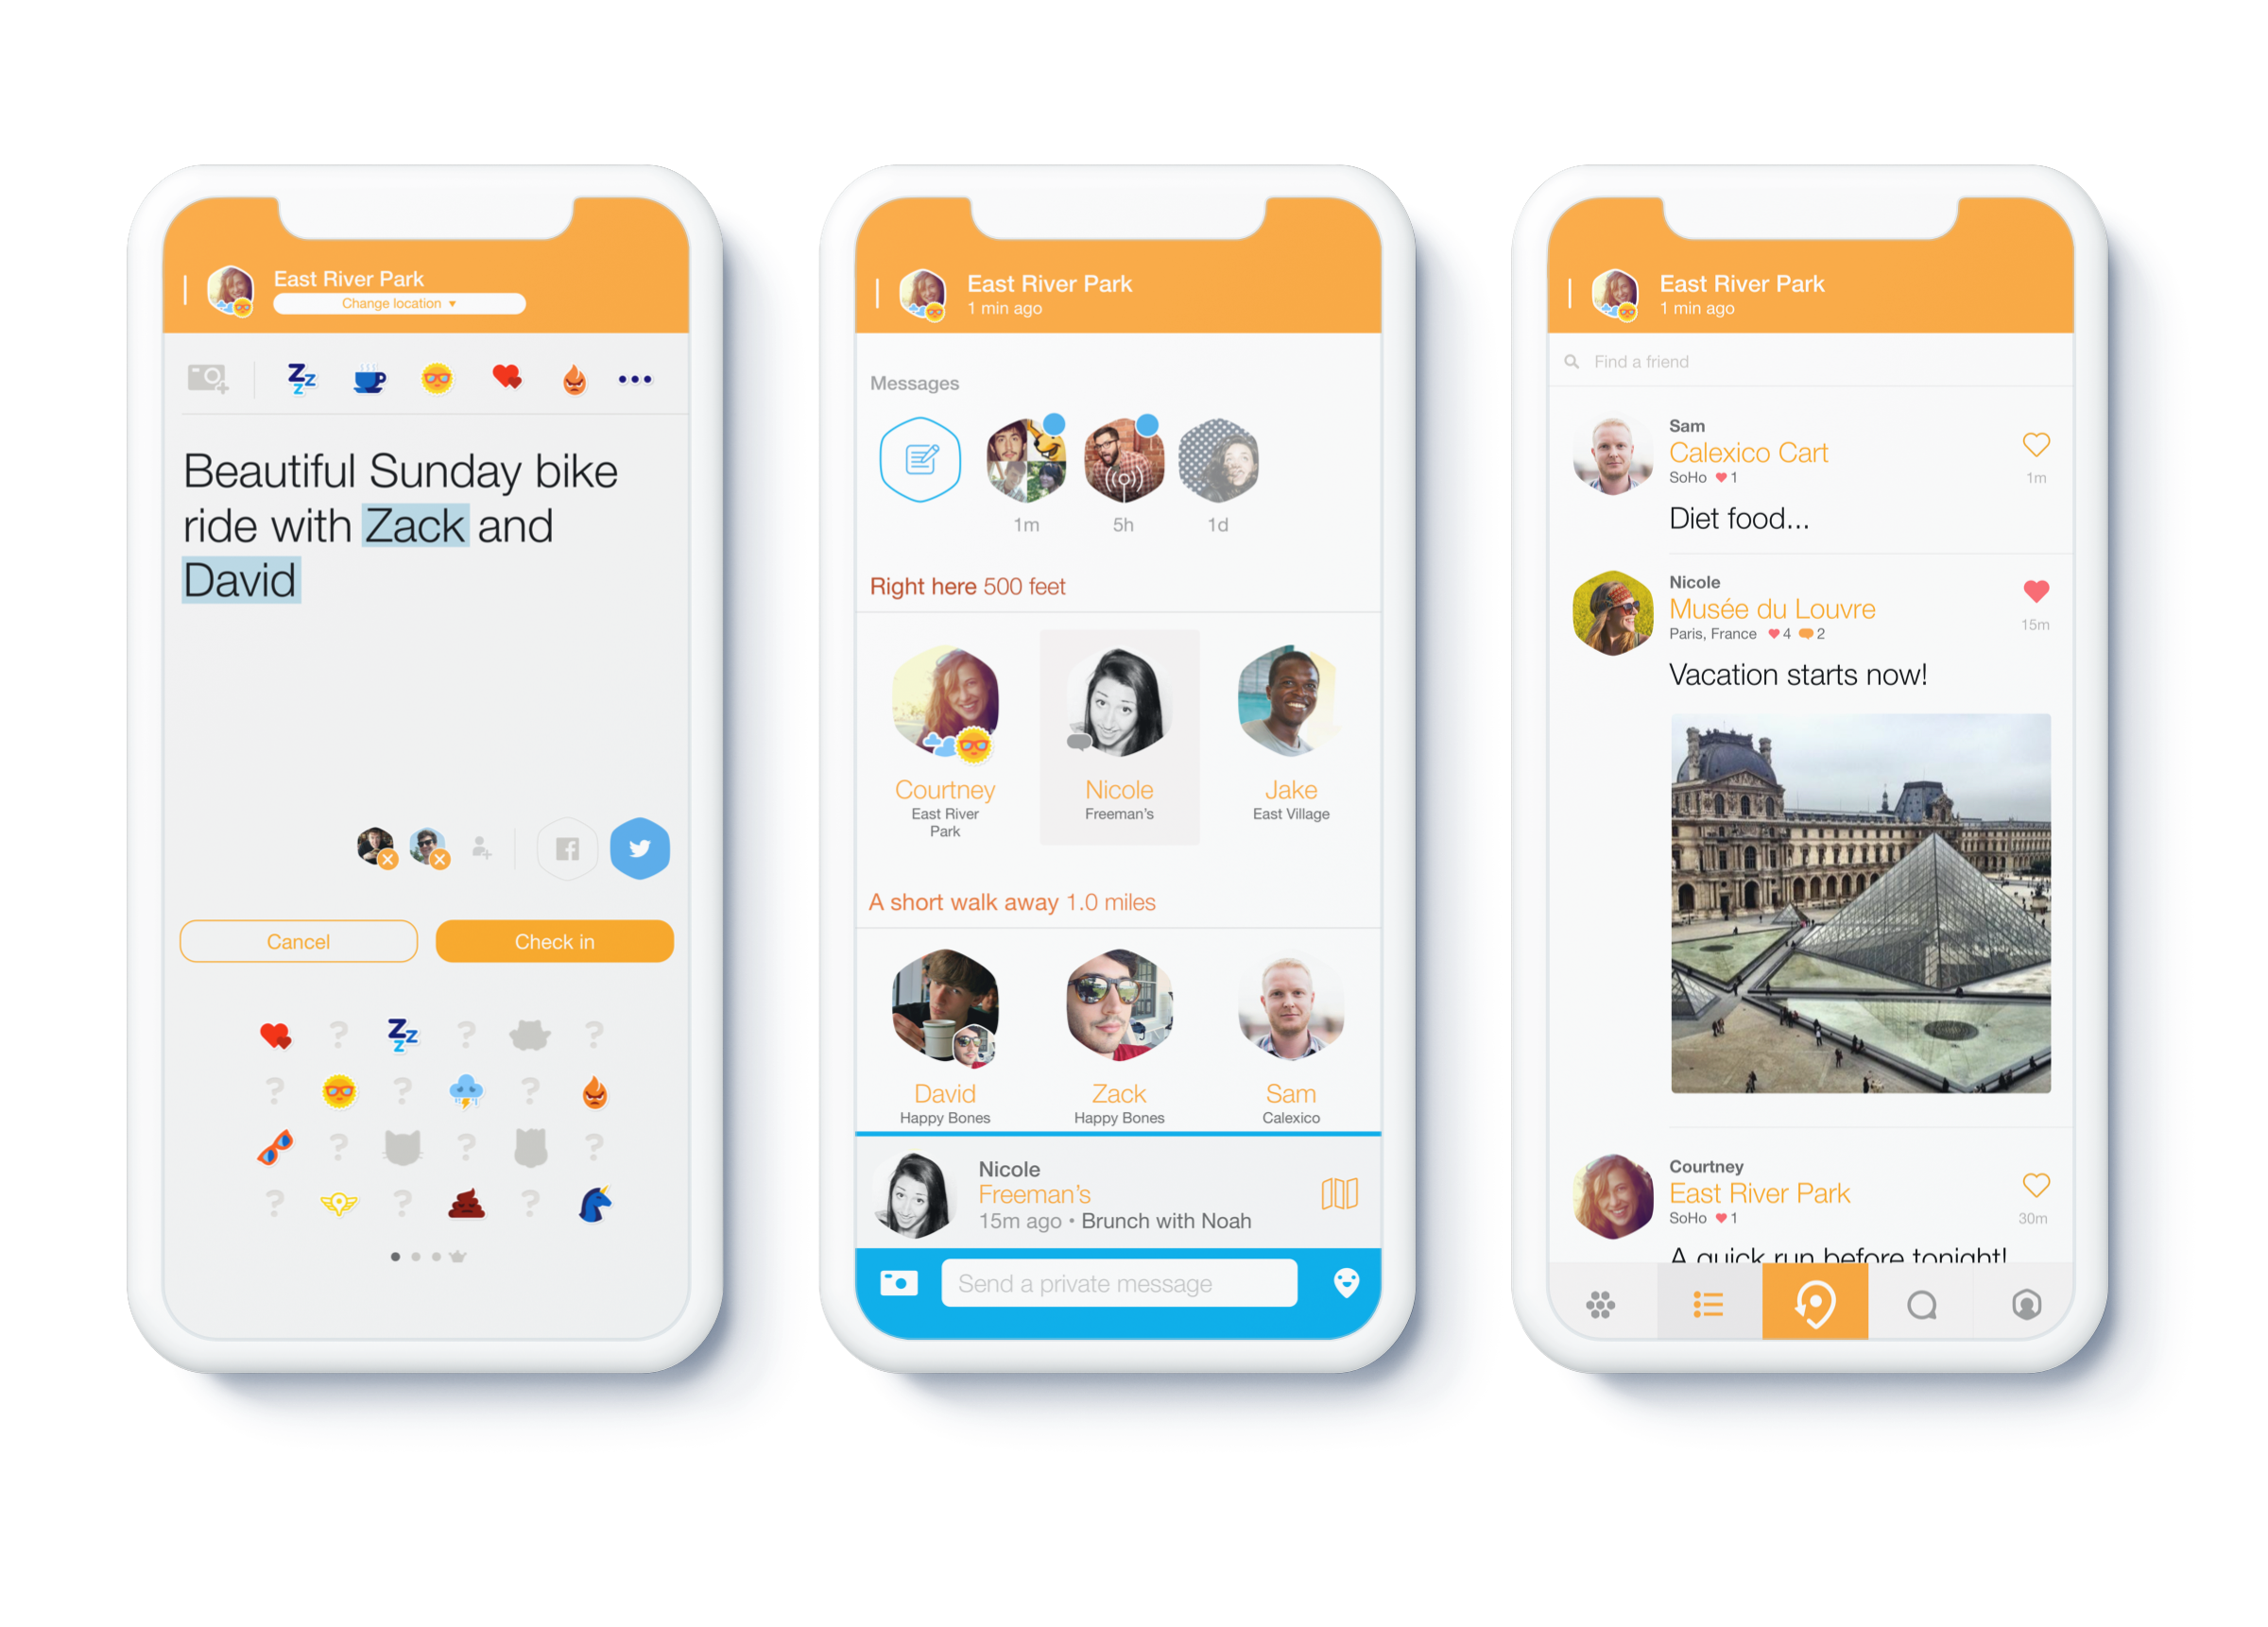 East River Park
Change location ▾
Beautiful Sunday bike
ride with Zack and
David
Cancel
Check in
East River Park
1 min ago
Messages
1m
5h
1d
Right here 500 feet
Courtney
East River
Park
Nicole
Freeman's
Jake
East Village
A short walk away 1.0 miles
David
Happy Bones
Zack
Happy Bones
Sam
Calexico
Nicole
Freeman's
15m ago • Brunch with Noah
Send a private message
East River Park
1 min ago
Find a friend
Sam
Calexico Cart
SoHo 1
1m
Diet food...
Nicole
Musée du Louvre
Paris, France 4 2
15m
Vacation starts now!
Courtney
East River Park
SoHo 1
30m
A quick run before tonight!